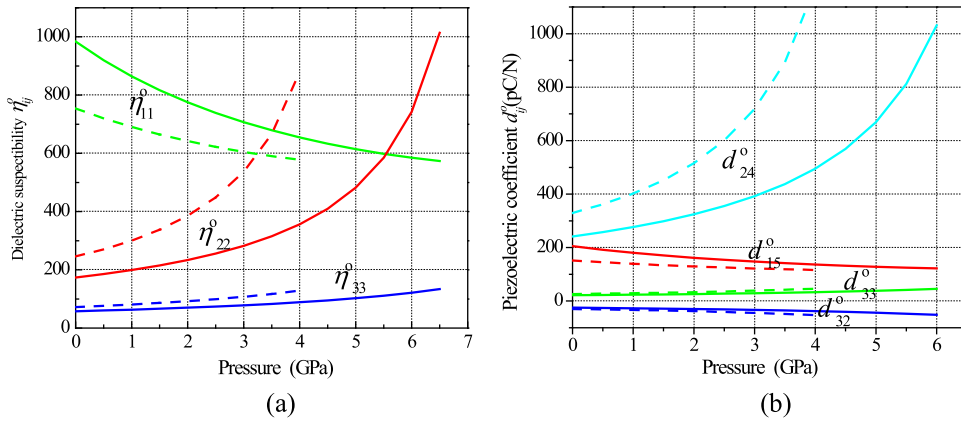 1000
800
600
400
200
0
Dielectric suspectibility η°ij
η°11
η°22
η°33
0 1 2 3 4 5 6 7
Pressure (GPa)
(a)
1000
800
600
400
200
0
Piezoelectric coefficient d°ij(pC/N)
d°24
d°15
d°33
d°32
0 1 2 3 4 5 6
Pressure (GPa)
(b)